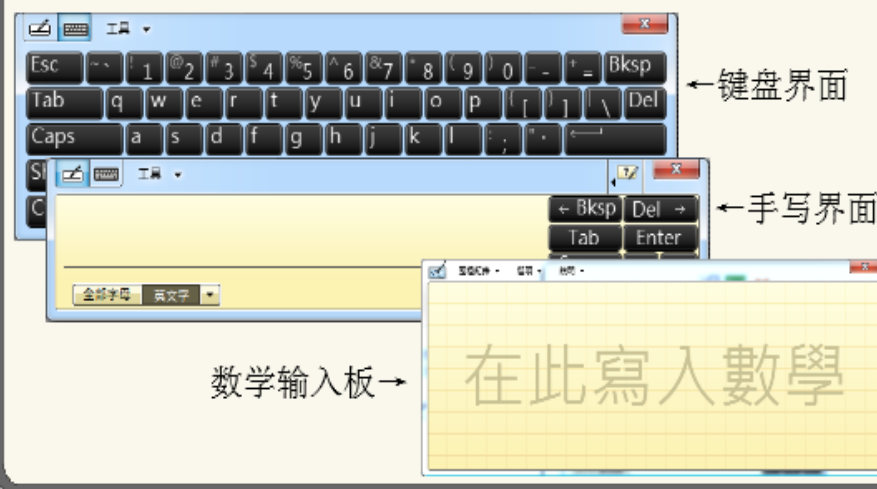 工具
Esc ~ ` ! 1 @ 2 # 3 $ 4 % 5 ^ 6 & 7 * 8 ( 9 ) 0 _ - + = Bksp
←键盘界面
Tab q w e r t y u i o p { [ } ] | \ Del
Caps a s d f g h j k l : ; " '
工具
←手写界面
← Bksp Del →
Tab Enter
全部字母 英文字
数学输入板→
在此寫入數學